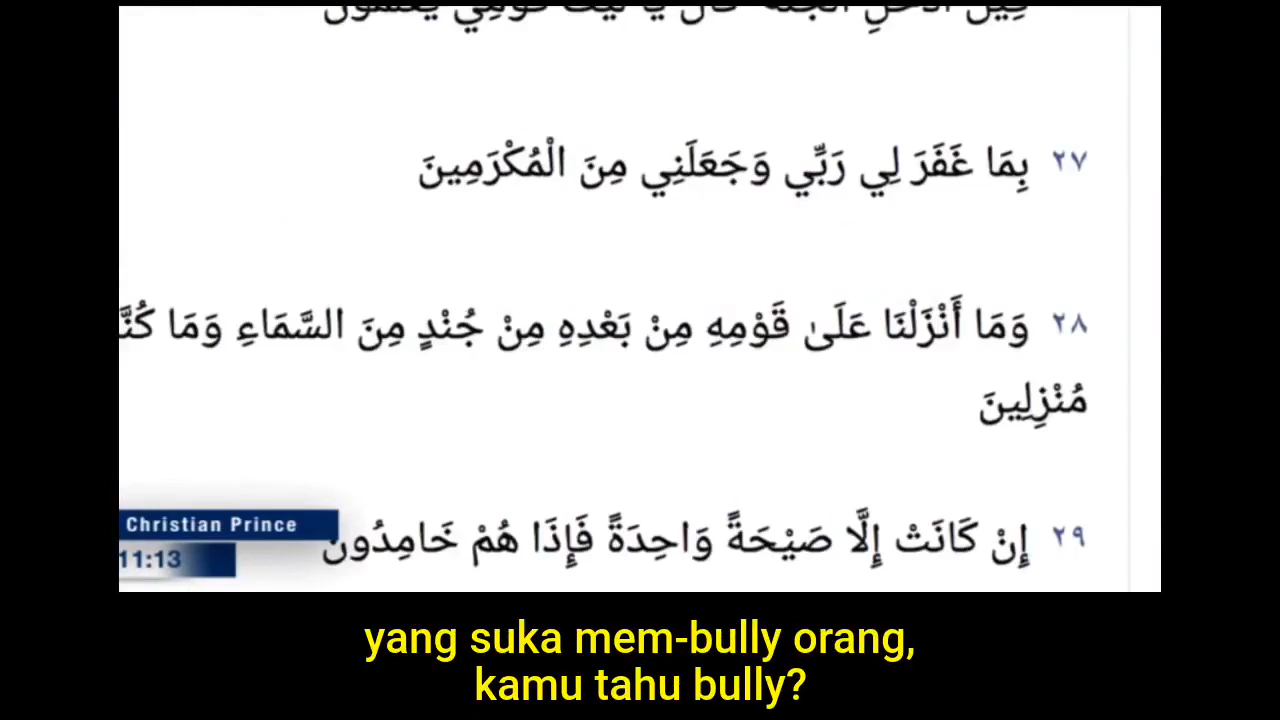 ٢٧ بِمَا غَفَرَ لِي رَبِّي وَجَعَلَنِي مِنَ الْمُكْرَمِينَ
٢٨ وَمَا أَنْزَلْنَا عَلَىٰ قَوْمِهِ مِنْ بَعْدِهِ مِنْ جُنْدٍ مِنَ السَّمَاءِ وَمَا كُنَّا
مُنْزِلِينَ
٢٩ إِنْ كَانَتْ إِلَّا صَيْحَةً وَاحِدَةً فَإِذَا هُمْ خَامِدُونَ
Christian Prince
11:13
yang suka mem-bully orang,
kamu tahu bully?